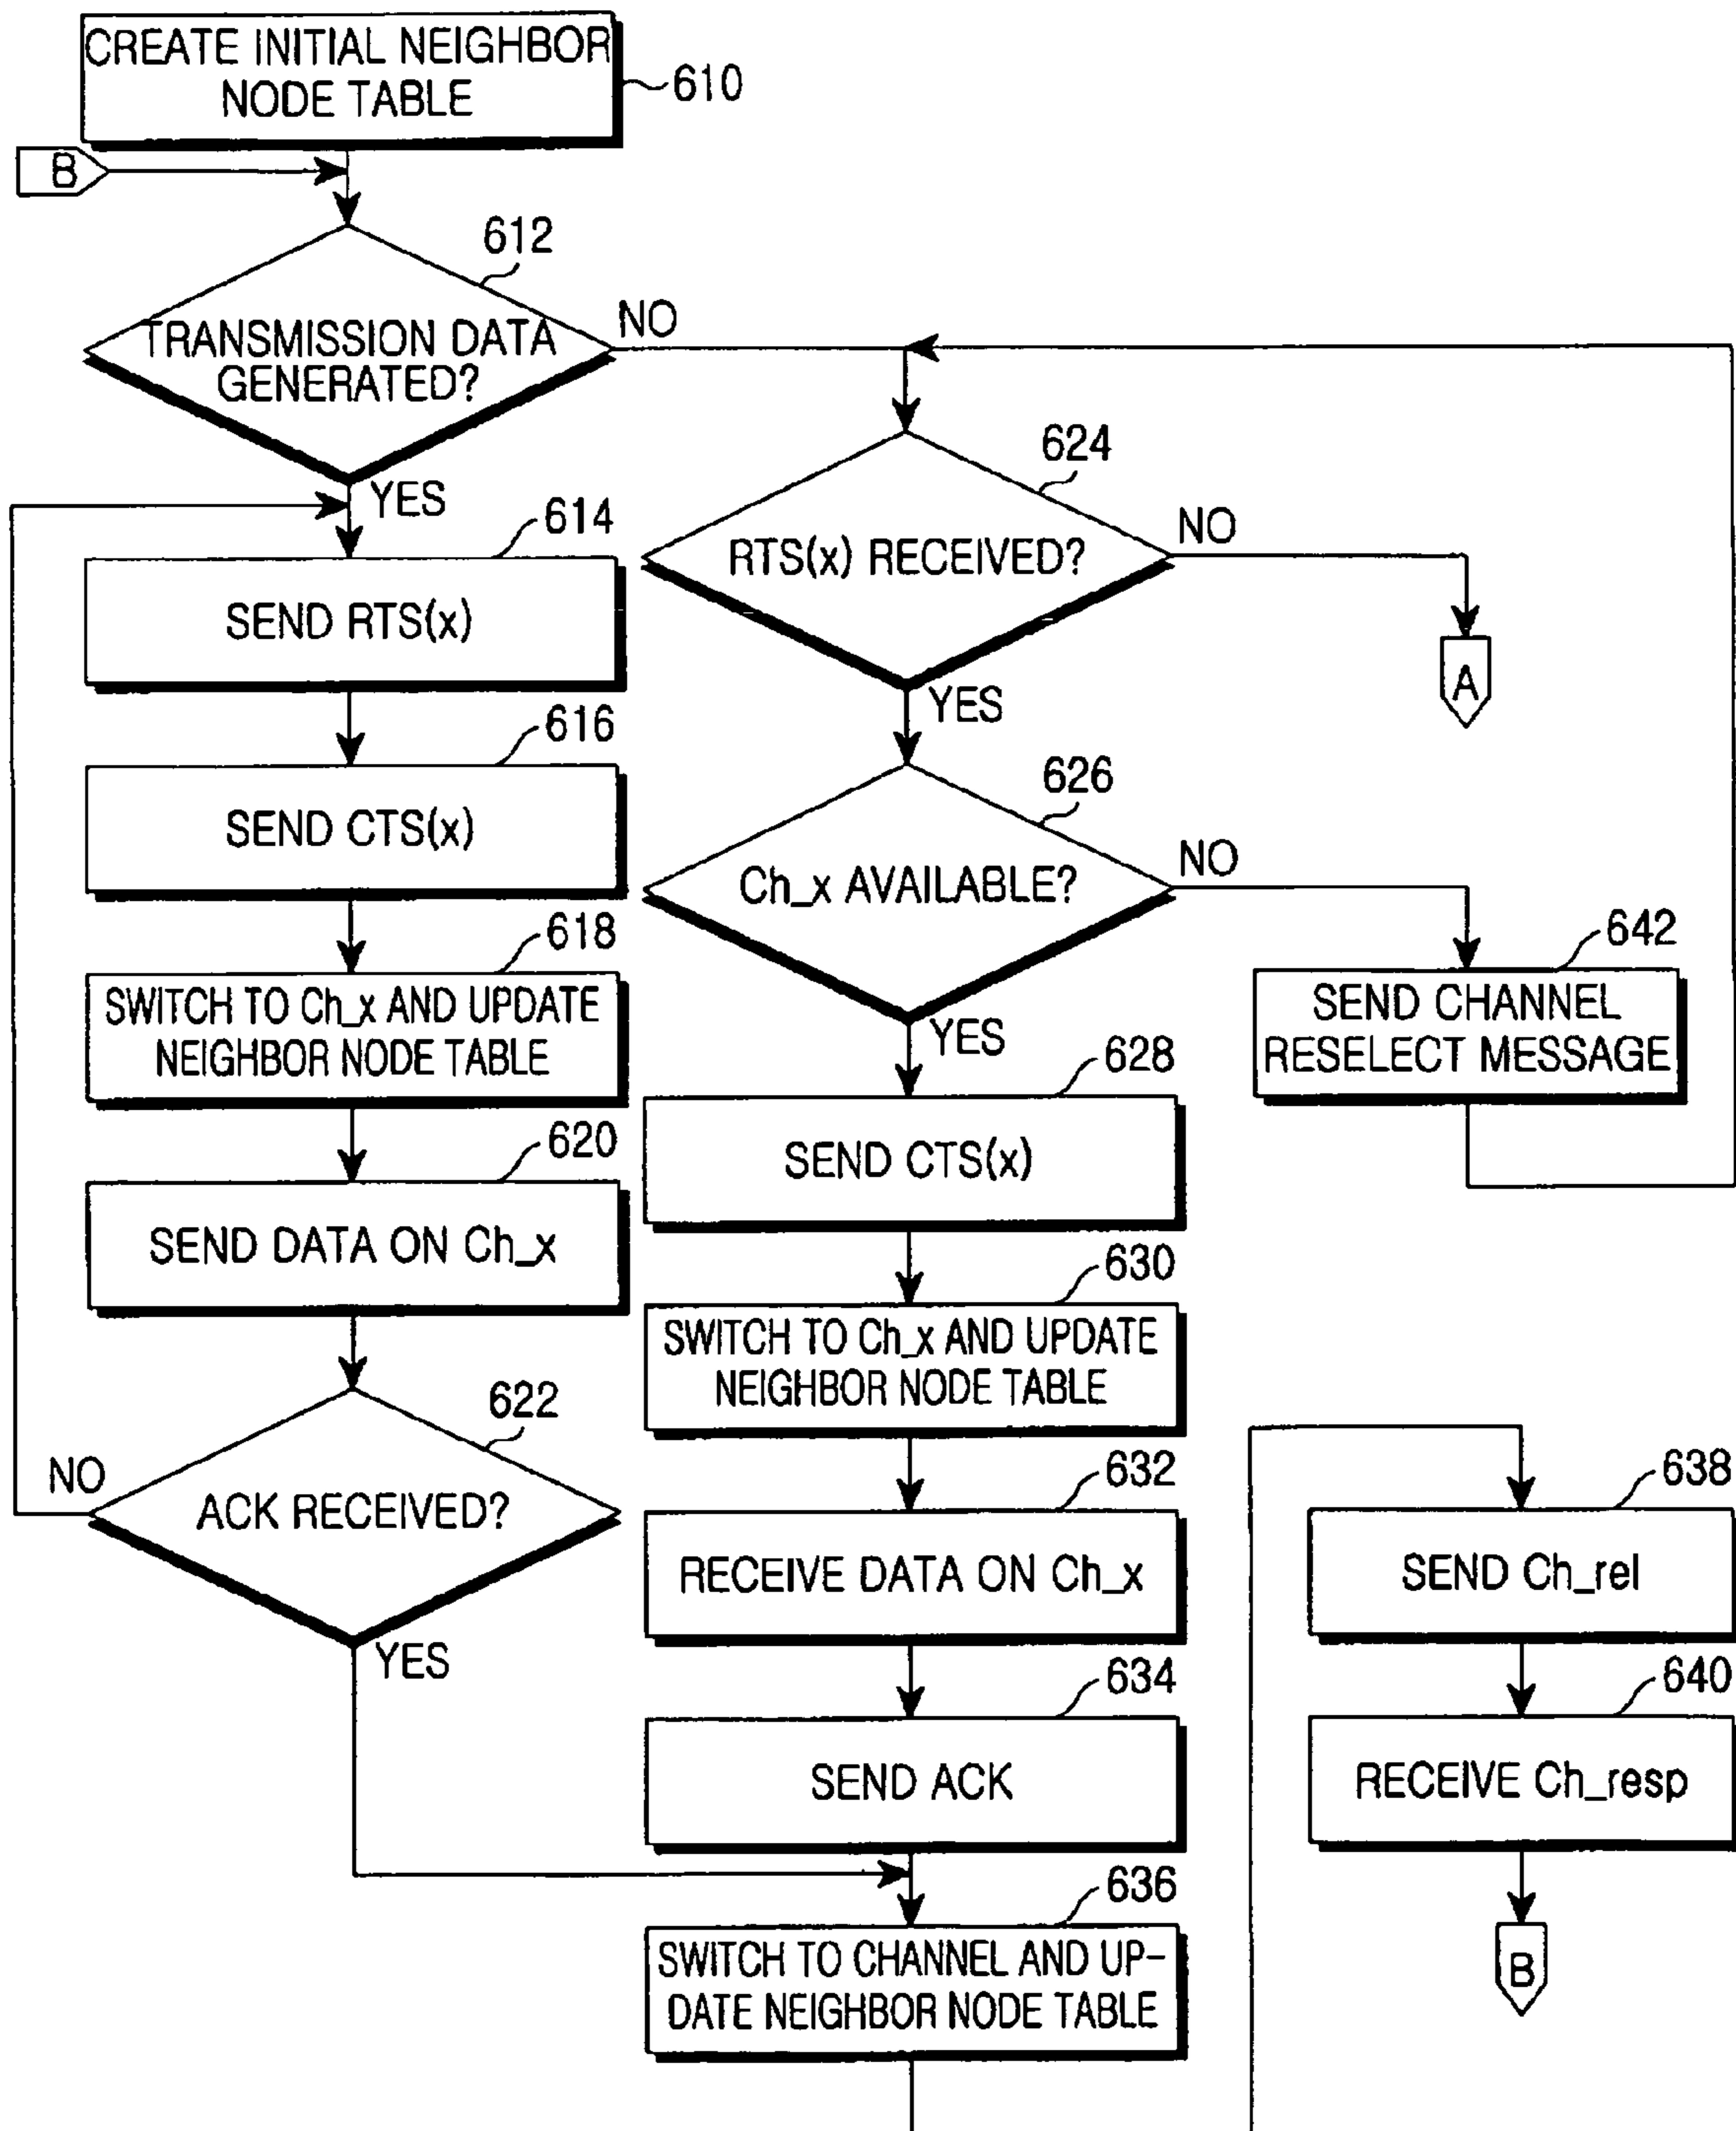 CREATE INITIAL NEIGHBOR
NODE TABLE
610
B
612
TRANSMISSION DATA
GENERATED?
NO
YES
614
SEND RTS(x)
616
SEND CTS(x)
618
SWITCH TO Ch_x AND UPDATE
NEIGHBOR NODE TABLE
620
SEND DATA ON Ch_x
622
ACK RECEIVED?
NO
YES
624
RTS(x) RECEIVED?
NO
A
YES
626
Ch_x AVAILABLE?
NO
642
SEND CHANNEL
RESELECT MESSAGE
YES
628
SEND CTS(x)
630
SWITCH TO Ch_x AND UPDATE
NEIGHBOR NODE TABLE
632
RECEIVE DATA ON Ch_x
634
SEND ACK
636
SWITCH TO CHANNEL AND UP-
DATE NEIGHBOR NODE TABLE
638
SEND Ch_rel
640
RECEIVE Ch_resp
B